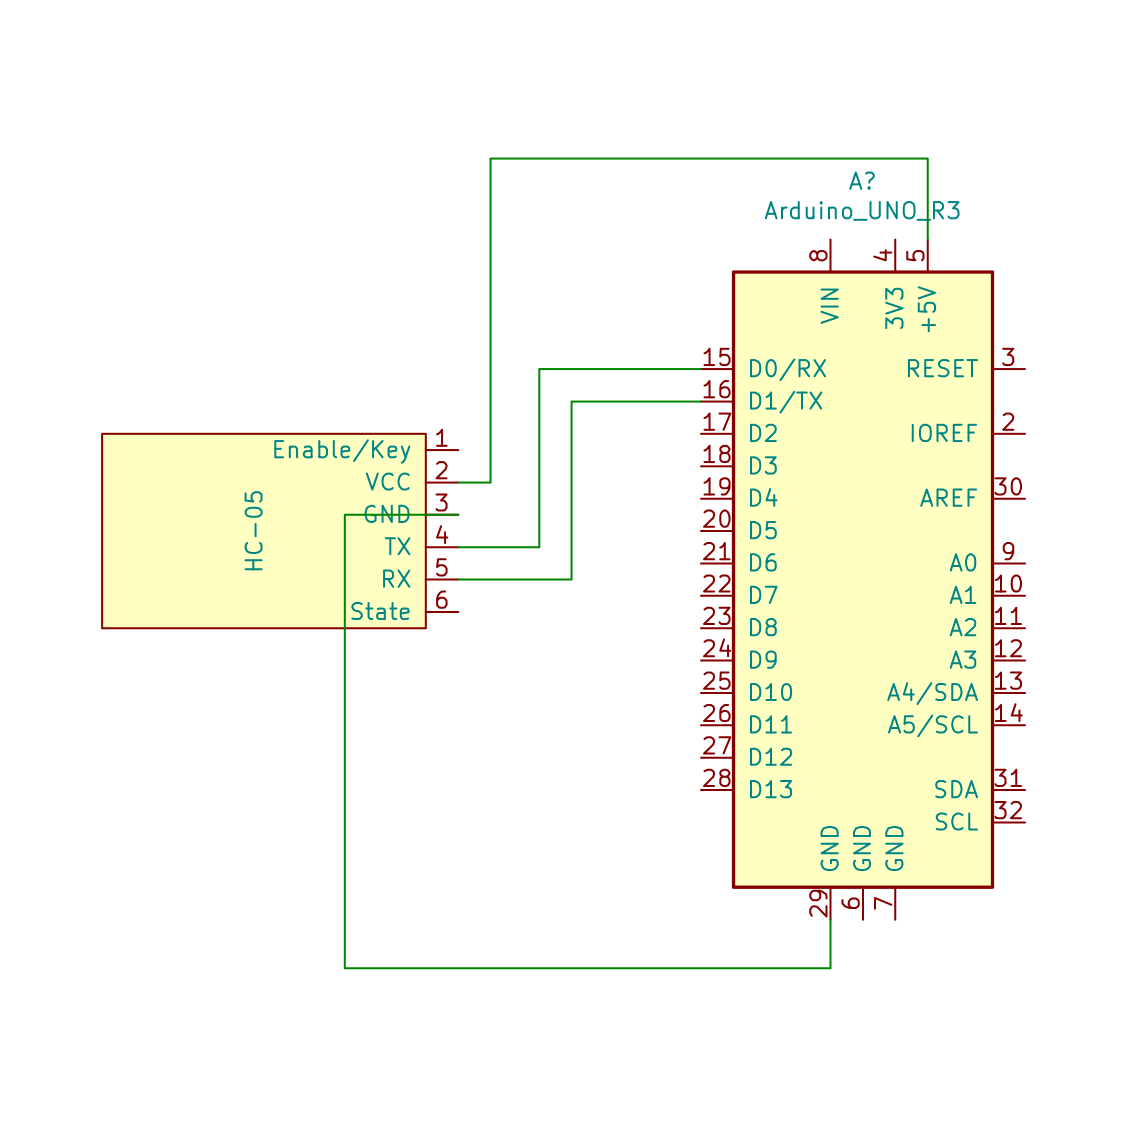 A?
Arduino_UNO_R3
8
4
5
VIN
3V3
+5V
15 D0/RX
RESET 3
16 D1/TX
17 D2
IOREF 2
18 D3
19 D4
AREF 30
20 D5
21 D6
A0 9
22 D7
A1 10
23 D8
A2 11
24 D9
A3 12
25 D10
A4/SDA 13
26 D11
A5/SCL 14
27 D12
28 D13
SDA 31
SCL 32
GND
GND
GND
29
6
7
HC-05
Enable/Key 1
VCC 2
GND 3
TX 4
RX 5
State 6